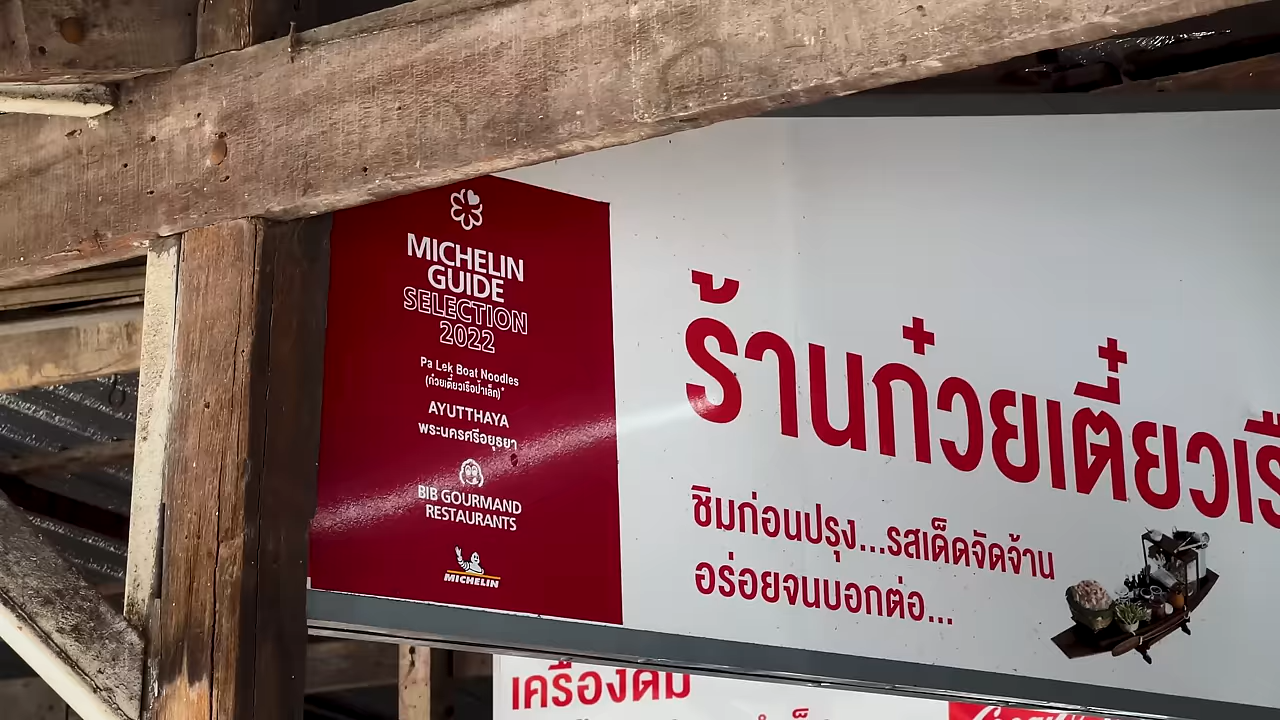 MICHELIN
GUIDE
SELECTION
2022
Pa Lek Boat Noodles
(ก๋วยเตี๋ยวเรือป้าเล็ก)
AYUTTHAYA
พระนครศรีอยุธยา
BIB GOURMAND
RESTAURANTS
MICHELIN
ร้านก๋วยเตี๋ยวเรื
ชิมก่อนปรุง...รสเด็ดจัดจ้าน
อร่อยจนบอกต่อ...
เครื่องดื่ม